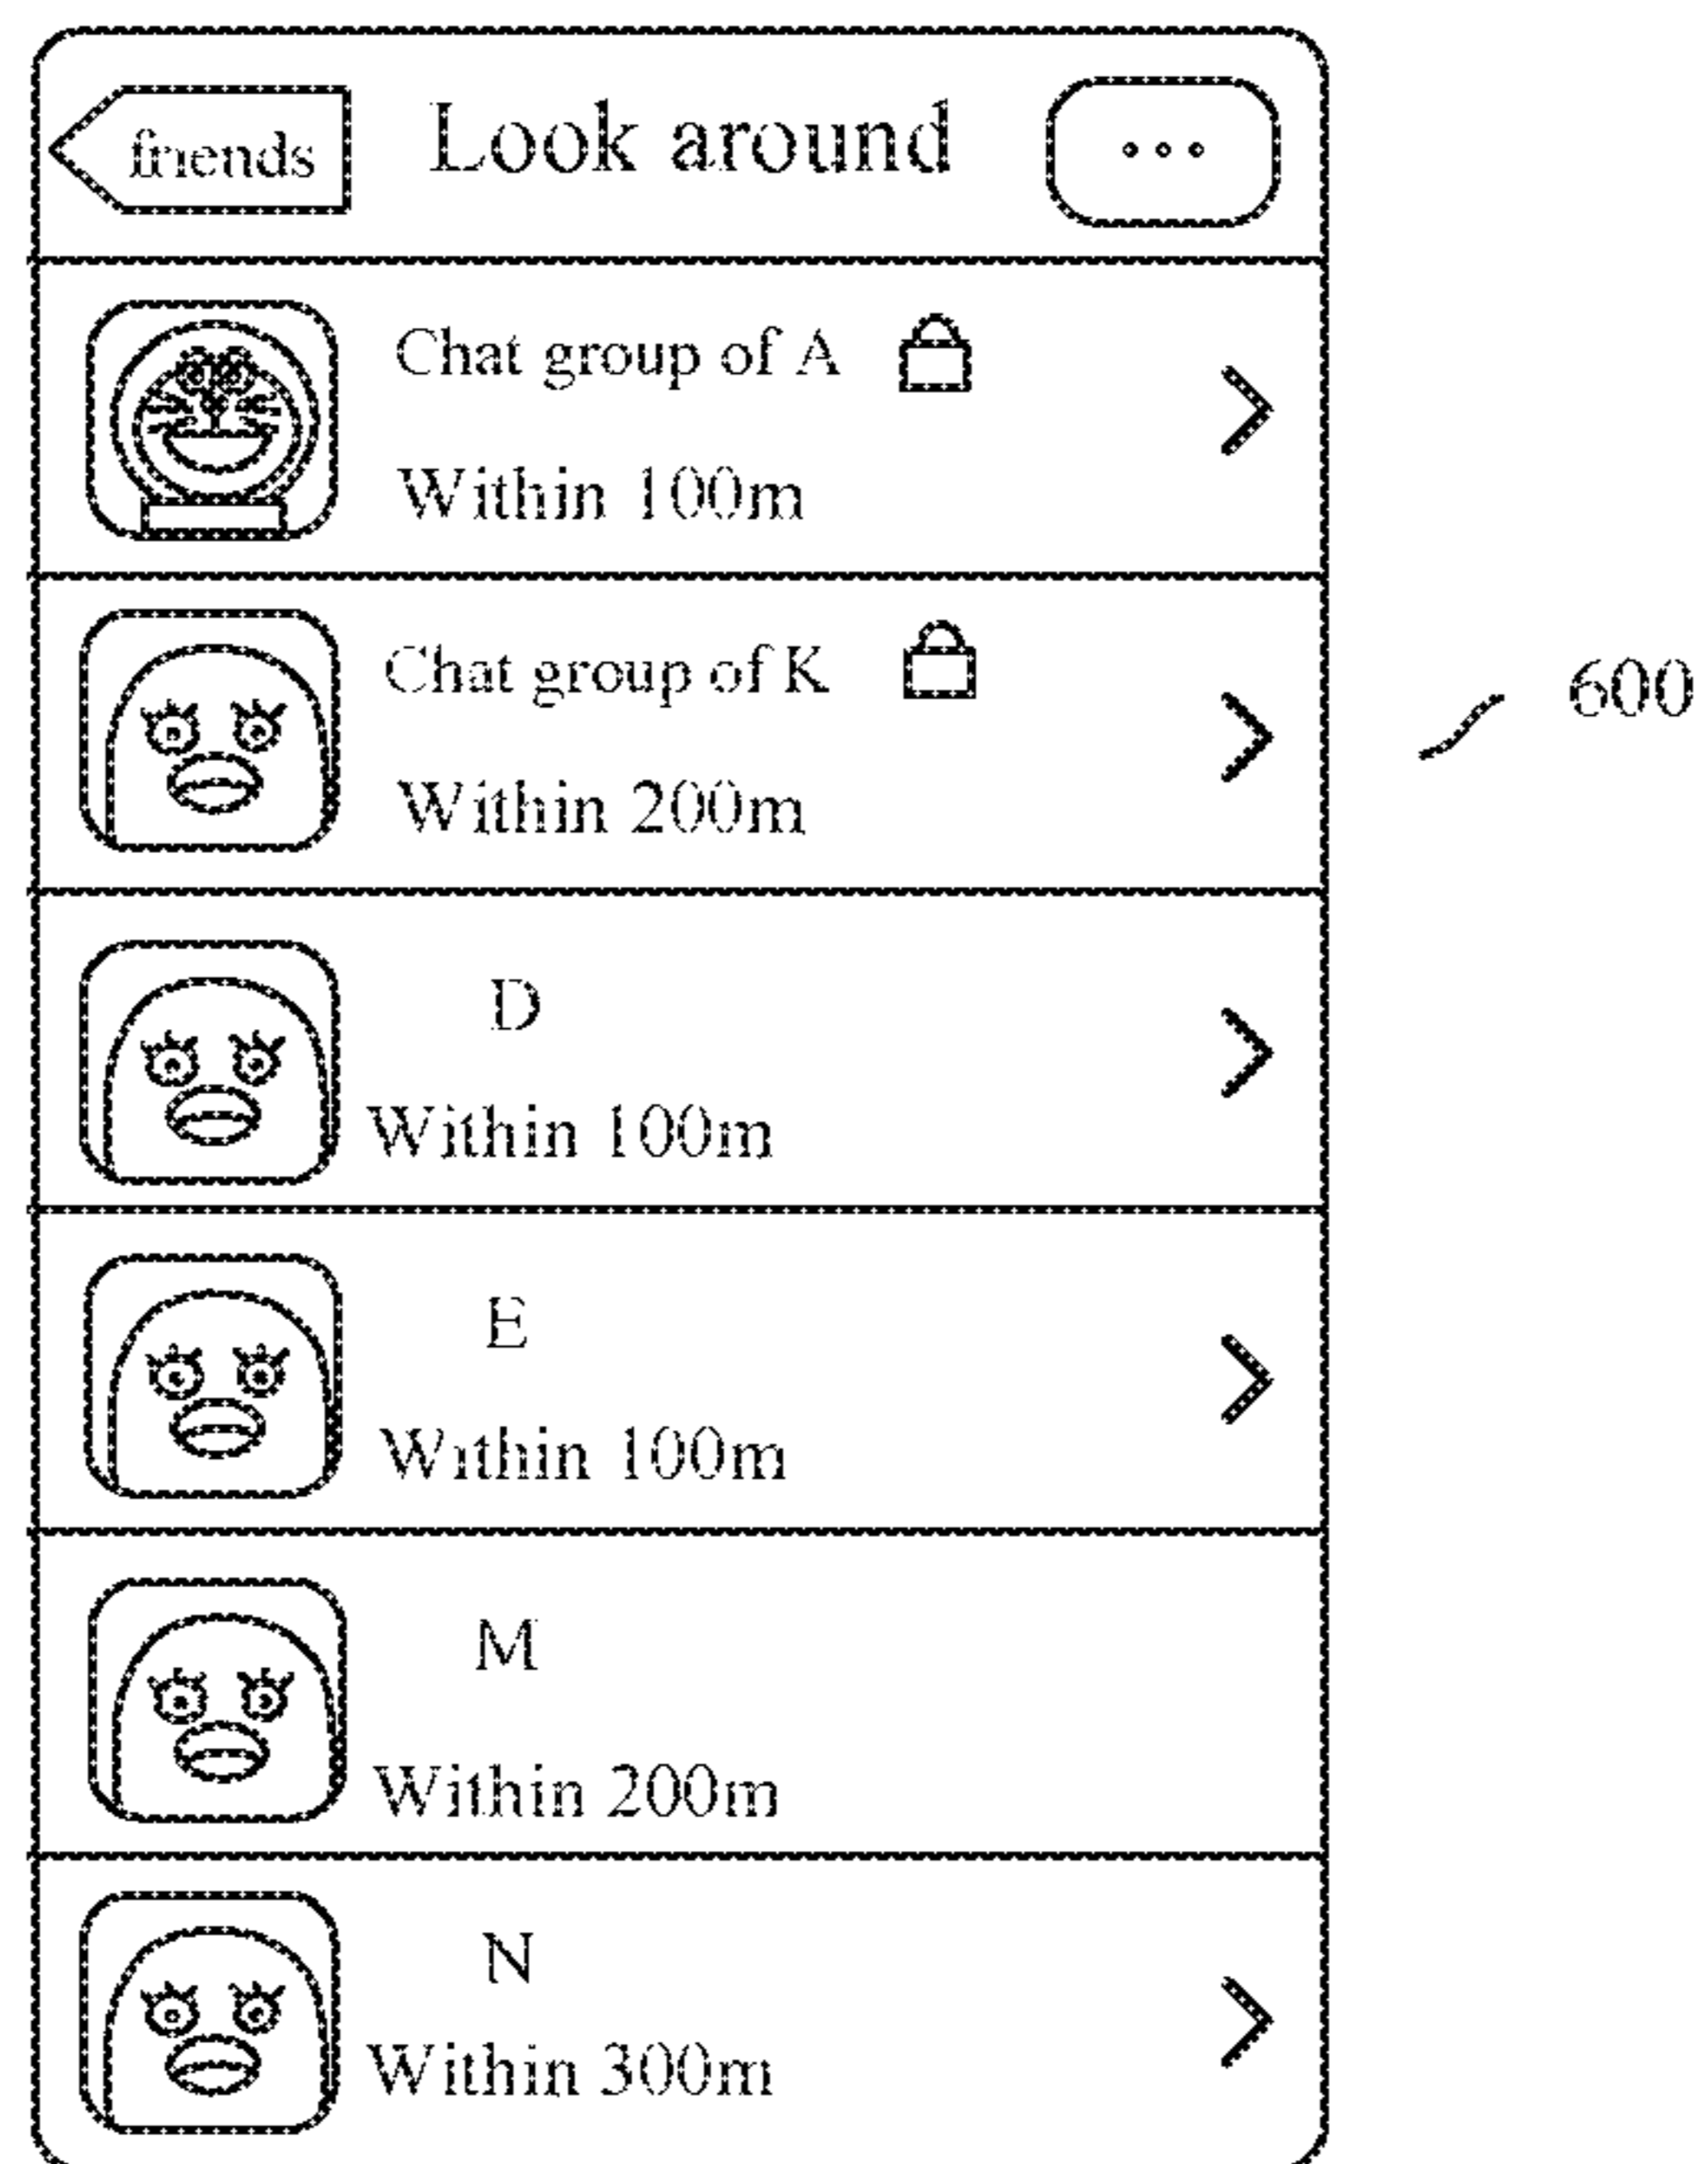 friends Look around ...
Chat group of A
Within 100m
Chat group of K
600
Within 200m
D
Within 100m
E
Within 100m
M
Within 200m
N
Within 300m